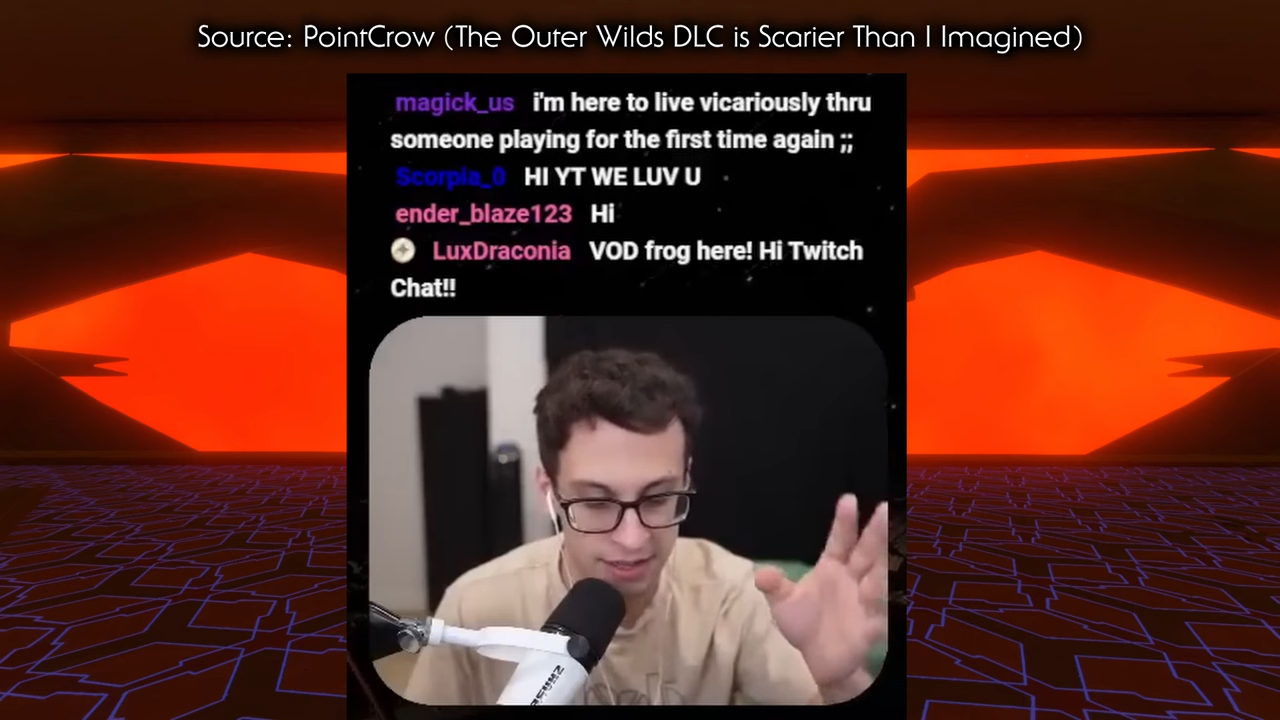 Source: PointCrow (The Outer Wilds DLC is Scarier Than I Imagined)
magick_us i'm here to live vicariously thru
someone playing for the first time again ;;
Scorpia_0 HI YT WE LUV U
ender_blaze123 Hi
LuxDraconia VOD frog here! Hi Twitch
Chat!!